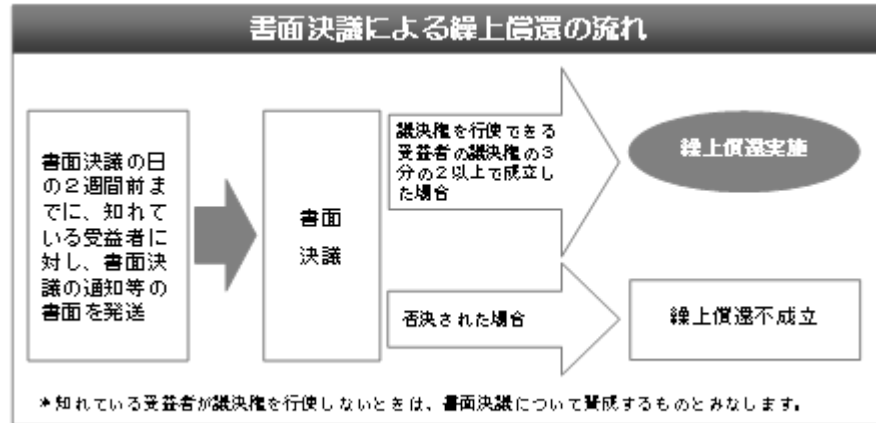 書面決議による繰上償還の流れ
書面決議の日
の２週間前ま
でに、知れて
いる受益者に
対し、書面決
議の通知等の
書面を発送
書面
決議
議決権を行使できる
受益者の議決権の３
分の２以上で成立し
た場合
繰上償還実施
否決された場合
繰上償還不成立
＊知れている受益者が議決権を行使しないときは、書面決議について賛成するものとみなします。